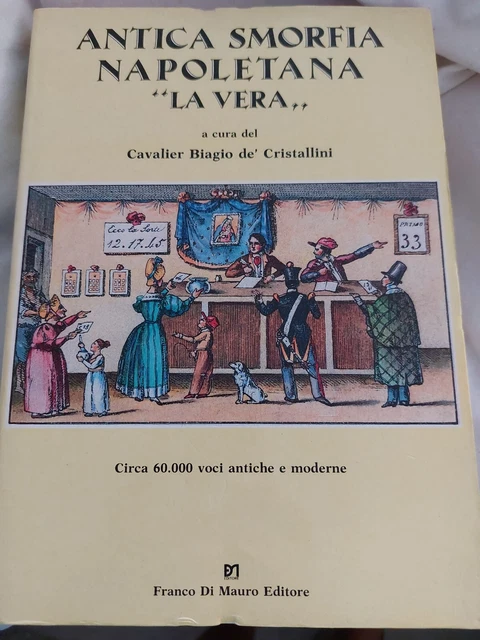 ANTICA SMORFIA
NAPOLETANA
“LA VERA„
a cura del
Cavalier Biagio de' Cristallini
Ecco la Sorte
12.17.45
PRIMO
33
Circa 60.000 voci antiche e moderne
Franco Di Mauro Editore